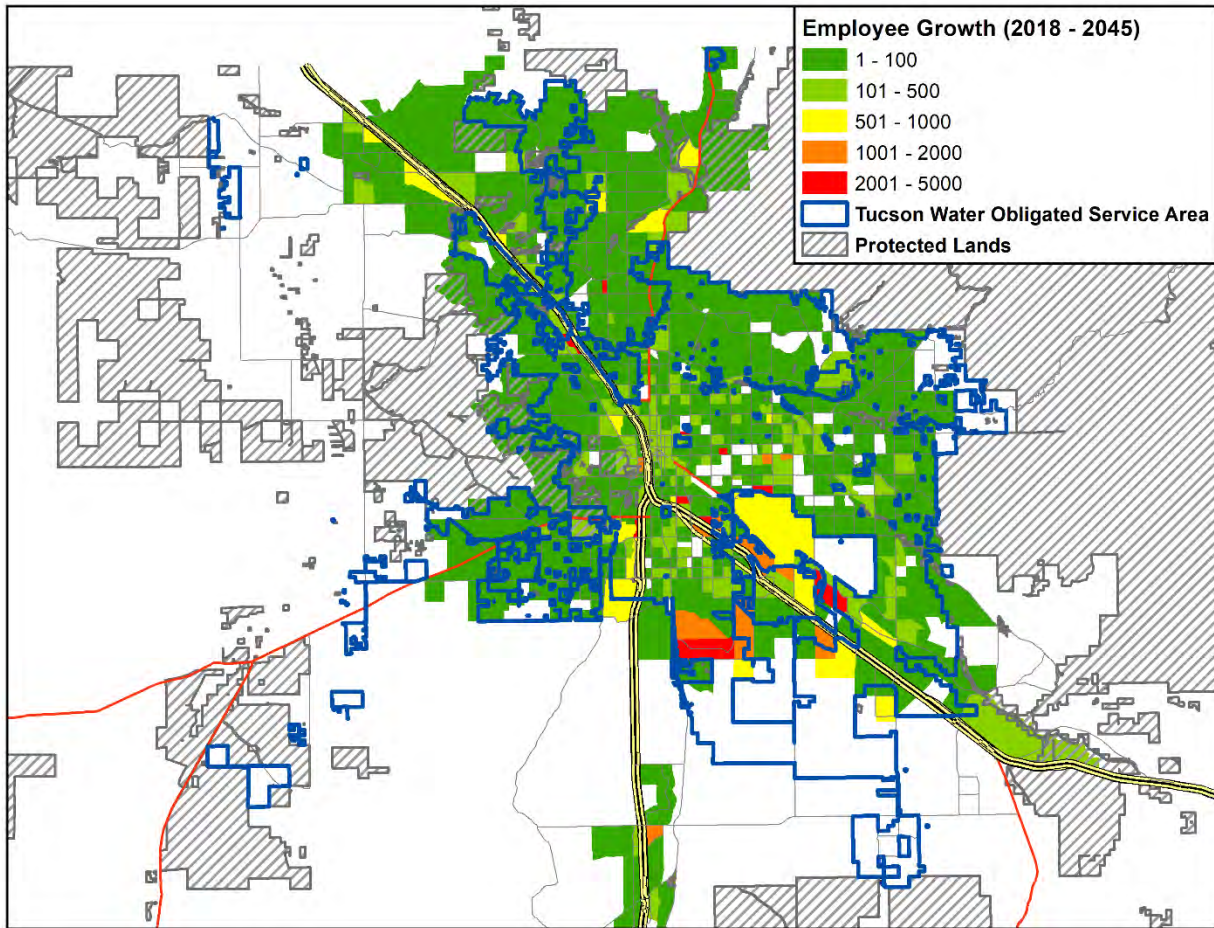 Employee Growth (2018 - 2045)
1 - 100
101 - 500
501 - 1000
1001 - 2000
2001 - 5000
Tucson Water Obligated Service Area
Protected Lands